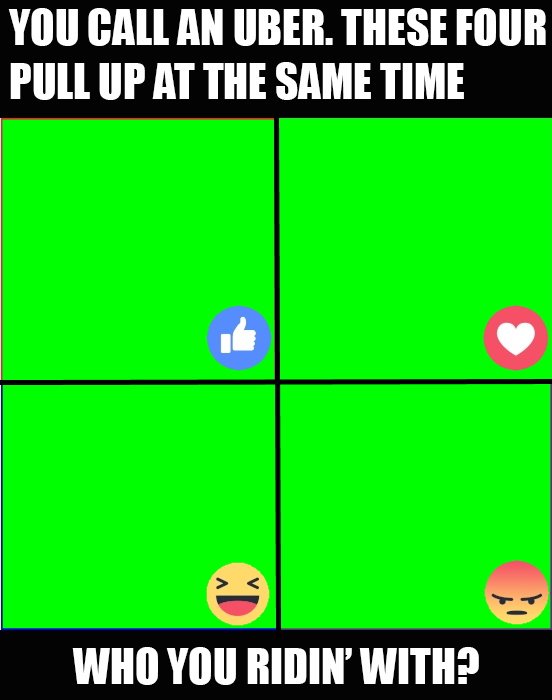 YOU CALL AN UBER. THESE FOUR
PULL UP AT THE SAME TIME
WHO YOU RIDIN’ WITH?